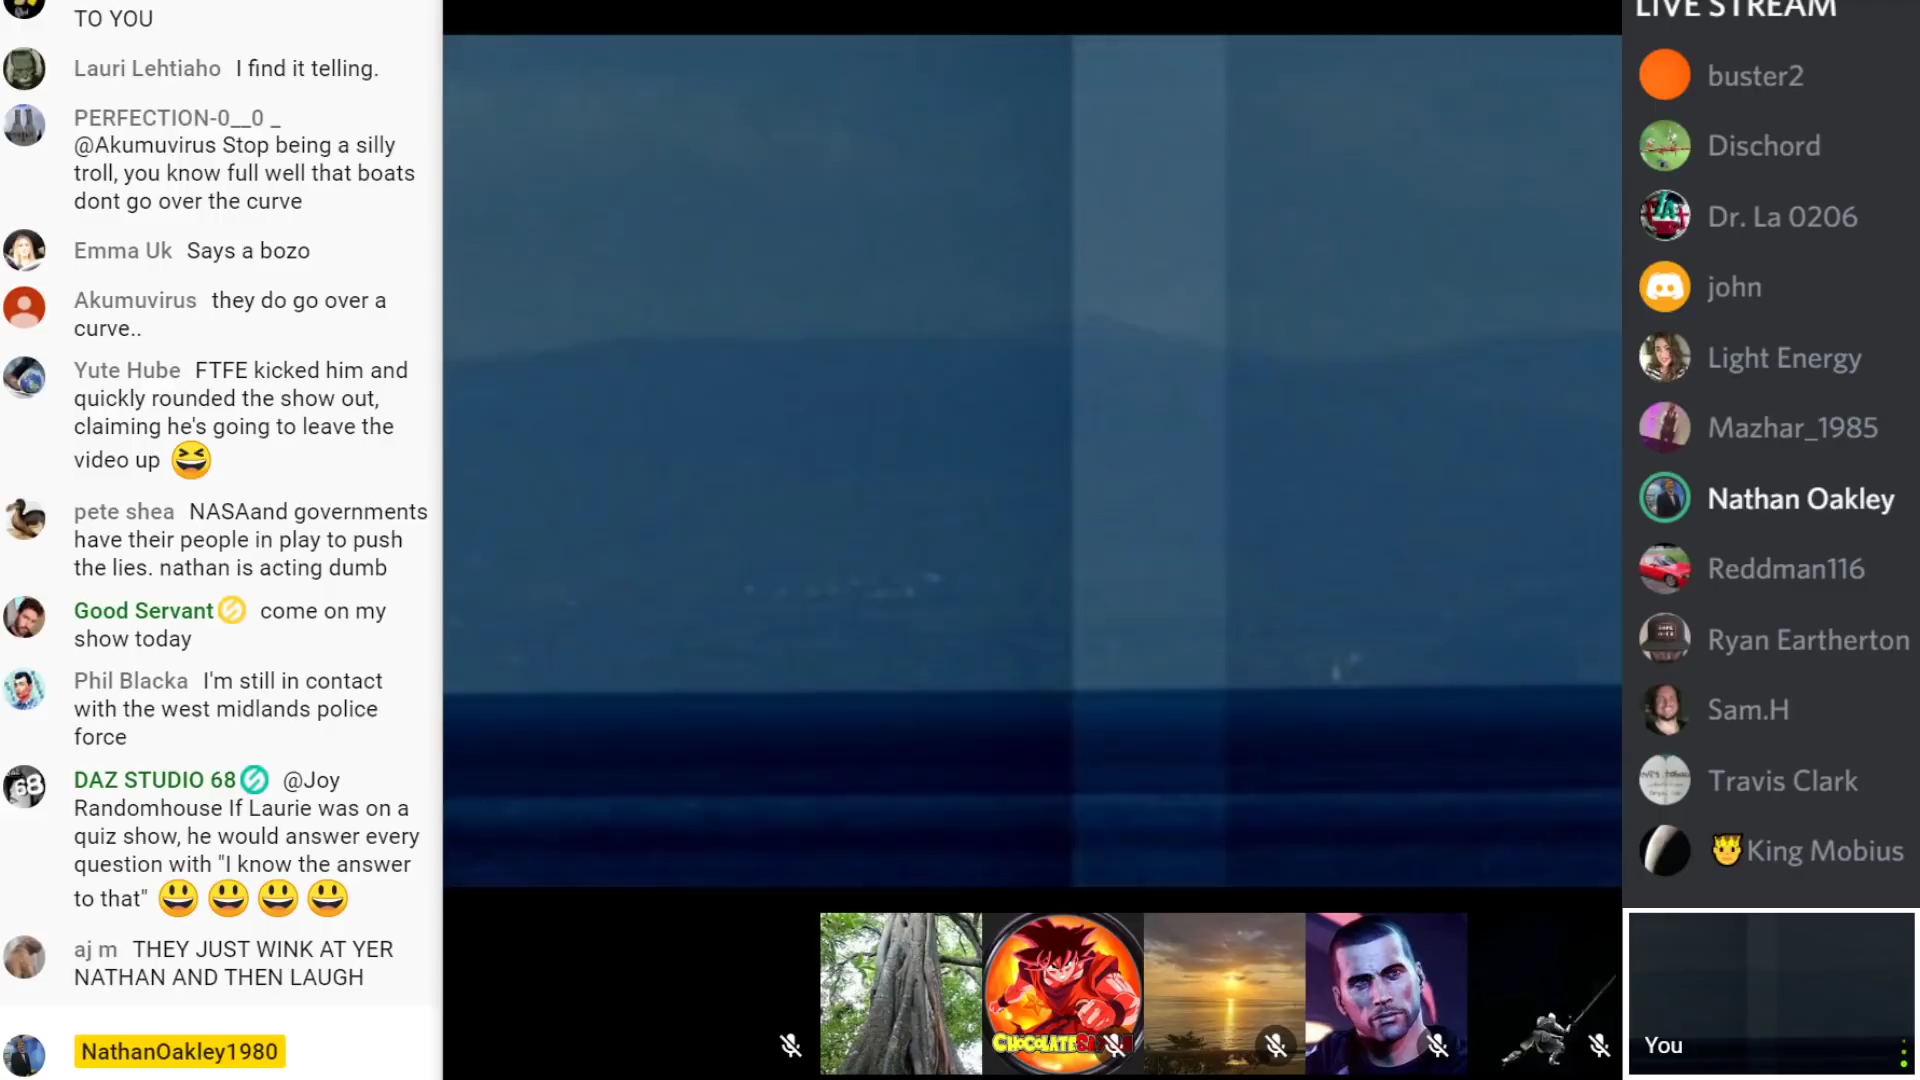 TO YOU
Lauri Lehtiaho I find it telling.
PERFECTION-0__0 _
@Akumuvirus Stop being a silly
troll, you know full well that boats
dont go over the curve
Emma Uk Says a bozo
Akumuvirus they do go over a
curve..
Yute Hube FTFE kicked him and
quickly rounded the show out,
claiming he's going to leave the
video up
pete shea NASAand governments
have their people in play to push
the lies. nathan is acting dumb
Good Servant come on my
show today
Phil Blacka I'm still in contact
with the west midlands police
force
DAZ STUDIO 68 @Joy
Randomhouse If Laurie was on a
quiz show, he would answer every
question with "I know the answer
to that"
aj m THEY JUST WINK AT YER
NATHAN AND THEN LAUGH
NathanOakley1980
LIVE STREAM
buster2
Dischord
Dr. La 0206
john
Light Energy
Mazhar_1985
Nathan Oakley
Reddman116
Ryan Eartherton
Sam.H
Travis Clark
King Mobius
You
68